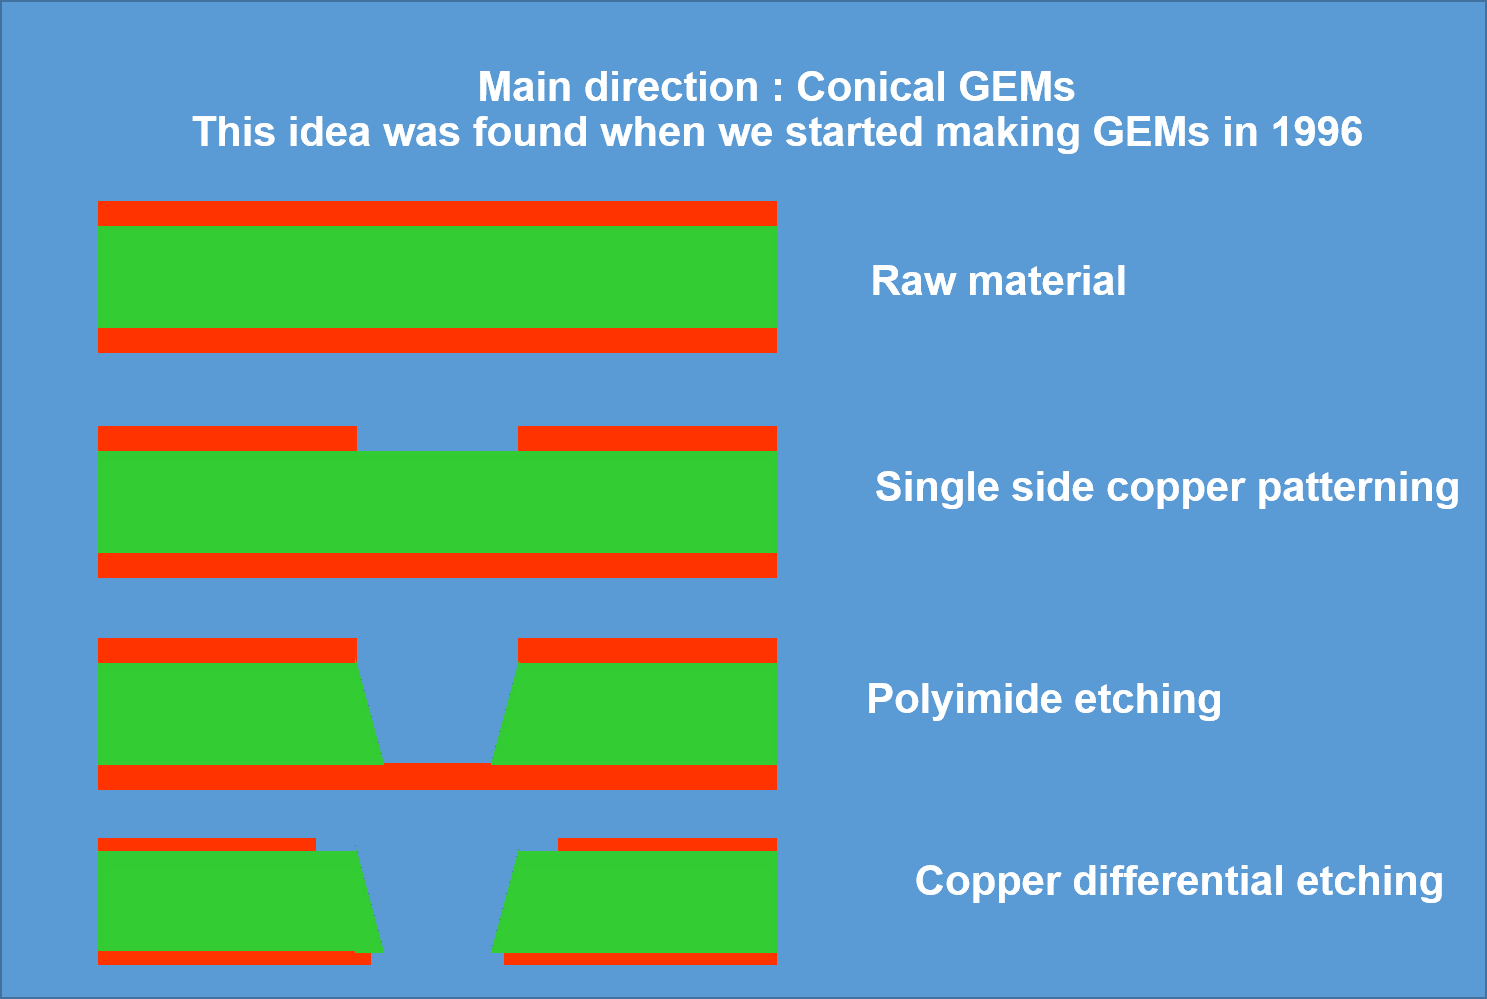 Main direction : Conical GEMs
This idea was found when we started making GEMs in 1996
Raw material
Single side copper patterning
Polyimide etching
Copper differential etching